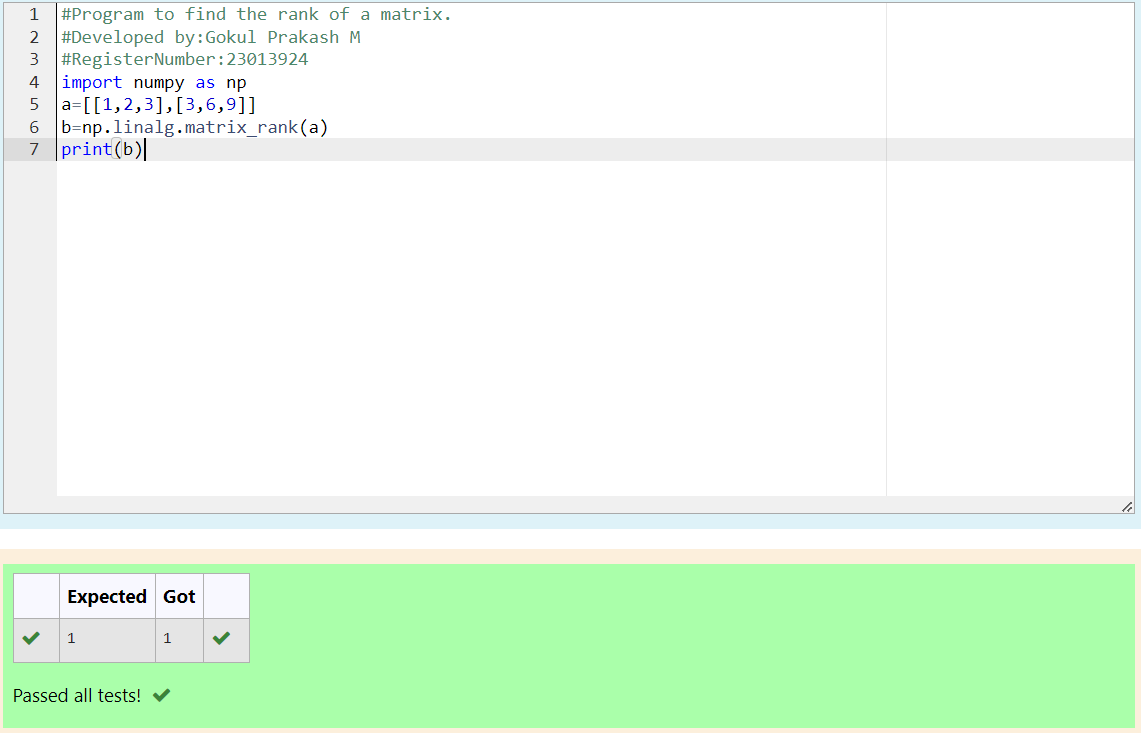 1 #Program to find the rank of a matrix.
2 #Developed by:Gokul Prakash M
3 #RegisterNumber:23013924
4 import numpy as np
5 a=[[1,2,3],[3,6,9]]
6 b=np.linalg.matrix_rank(a)
7 print(b)
Expected Got
1 1
Passed all tests!